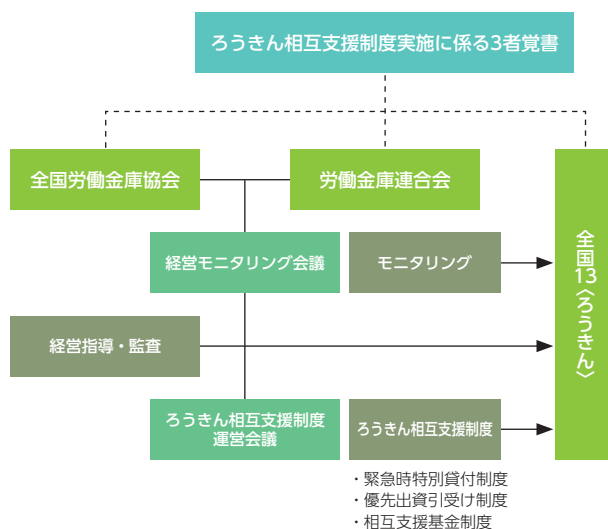 ろうきん相互支援制度実施に係る3者覚書
全国労働金庫協会
労働金庫連合会
全国13〈ろうきん〉
経営モニタリング会議
モニタリング
経営指導・監査
ろうきん相互支援制度
運営会議
ろうきん相互支援制度
・緊急時特別貸付制度
・優先出資引受け制度
・相互支援基金制度